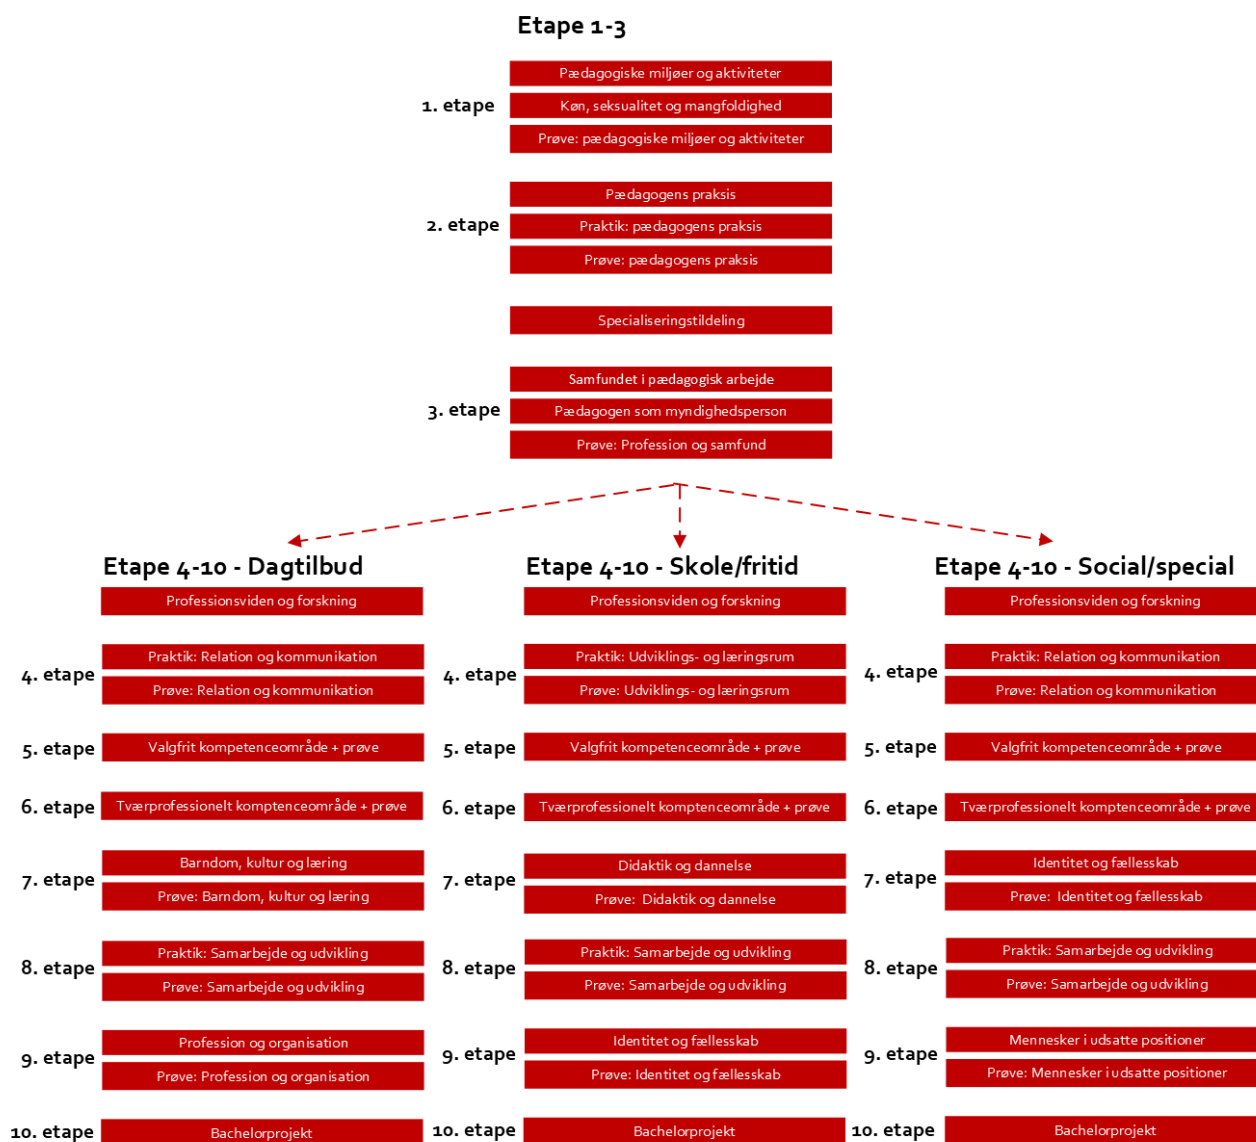 Etape 1-3
Pædagogiske miljøer og aktiviteter
1. etape
Køn, seksualitet og mangfoldighed
Prøve: pædagogiske miljøer og aktiviteter
Pædagogens praksis
2. etape
Praktik: pædagogens praksis
Prøve: pædagogens praksis
Specialiseringstildeling
Samfundet i pædagogisk arbejde
3. etape
Pædagogen som myndighedsperson
Prøve: Profession og samfund
Etape 4-10 - Dagtilbud
Professionsviden og forskning
4. etape
Praktik: Relation og kommunikation
Prøve: Relation og kommunikation
5. etape
Valgfrit kompetenceområde + prøve
6. etape
Tværprofessionelt komptenceområde + prøve
7. etape
Barndom, kultur og læring
Prøve: Barndom, kultur og læring
8. etape
Praktik: Samarbejde og udvikling
Prøve: Samarbejde og udvikling
9. etape
Profession og organisation
Prøve: Profession og organisation
10. etape
Bachelorprojekt
Etape 4-10 - Skole/fritid
Professionsviden og forskning
4. etape
Praktik: Udviklings- og læringsrum
Prøve: Udviklings- og læringsrum
5. etape
Valgfrit kompetenceområde + prøve
6. etape
Tværprofessionelt komptenceområde + prøve
7. etape
Didaktik og dannelse
Prøve: Didaktik og dannelse
8. etape
Praktik: Samarbejde og udvikling
Prøve: Samarbejde og udvikling
9. etape
Identitet og fællesskab
Prøve: Identitet og fællesskab
10. etape
Bachelorprojekt
Etape 4-10 - Social/special
Professionsviden og forskning
4. etape
Praktik: Relation og kommunikation
Prøve: Relation og kommunikation
5. etape
Valgfrit kompetenceområde + prøve
6. etape
Tværprofessionelt komptenceområde + prøve
7. etape
Identitet og fællesskab
Prøve: Identitet og fællesskab
8. etape
Praktik: Samarbejde og udvikling
Prøve: Samarbejde og udvikling
9. etape
Mennesker i udsatte positioner
Prøve: Mennesker i udsatte positioner
10. etape
Bachelorprojekt